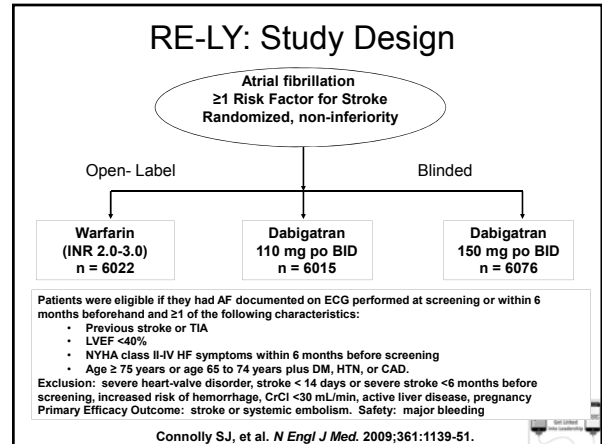 RE-LY: Study Design
Atrial fibrillation
≥1 Risk Factor for Stroke
Randomized, non-inferiority
Open- Label
Blinded
Warfarin
(INR 2.0-3.0)
n = 6022
Dabigatran
110 mg po BID
n = 6015
Dabigatran
150 mg po BID
n = 6076
Patients were eligible if they had AF documented on ECG performed at screening or within 6
months beforehand and ≥1 of the following characteristics:
• Previous stroke or TIA
• LVEF <40%
• NYHA class II-IV HF symptoms within 6 months before screening
• Age ≥ 75 years or age 65 to 74 years plus DM, HTN, or CAD.
Exclusion: severe heart-valve disorder, stroke < 14 days or severe stroke <6 months before
screening, increased risk of hemorrhage, CrCl <30 mL/min, active liver disease, pregnancy
Primary Efficacy Outcome: stroke or systemic embolism. Safety: major bleeding
Connolly SJ, et al. N Engl J Med. 2009;361:1139-51.
Get Linked
Into Leadership